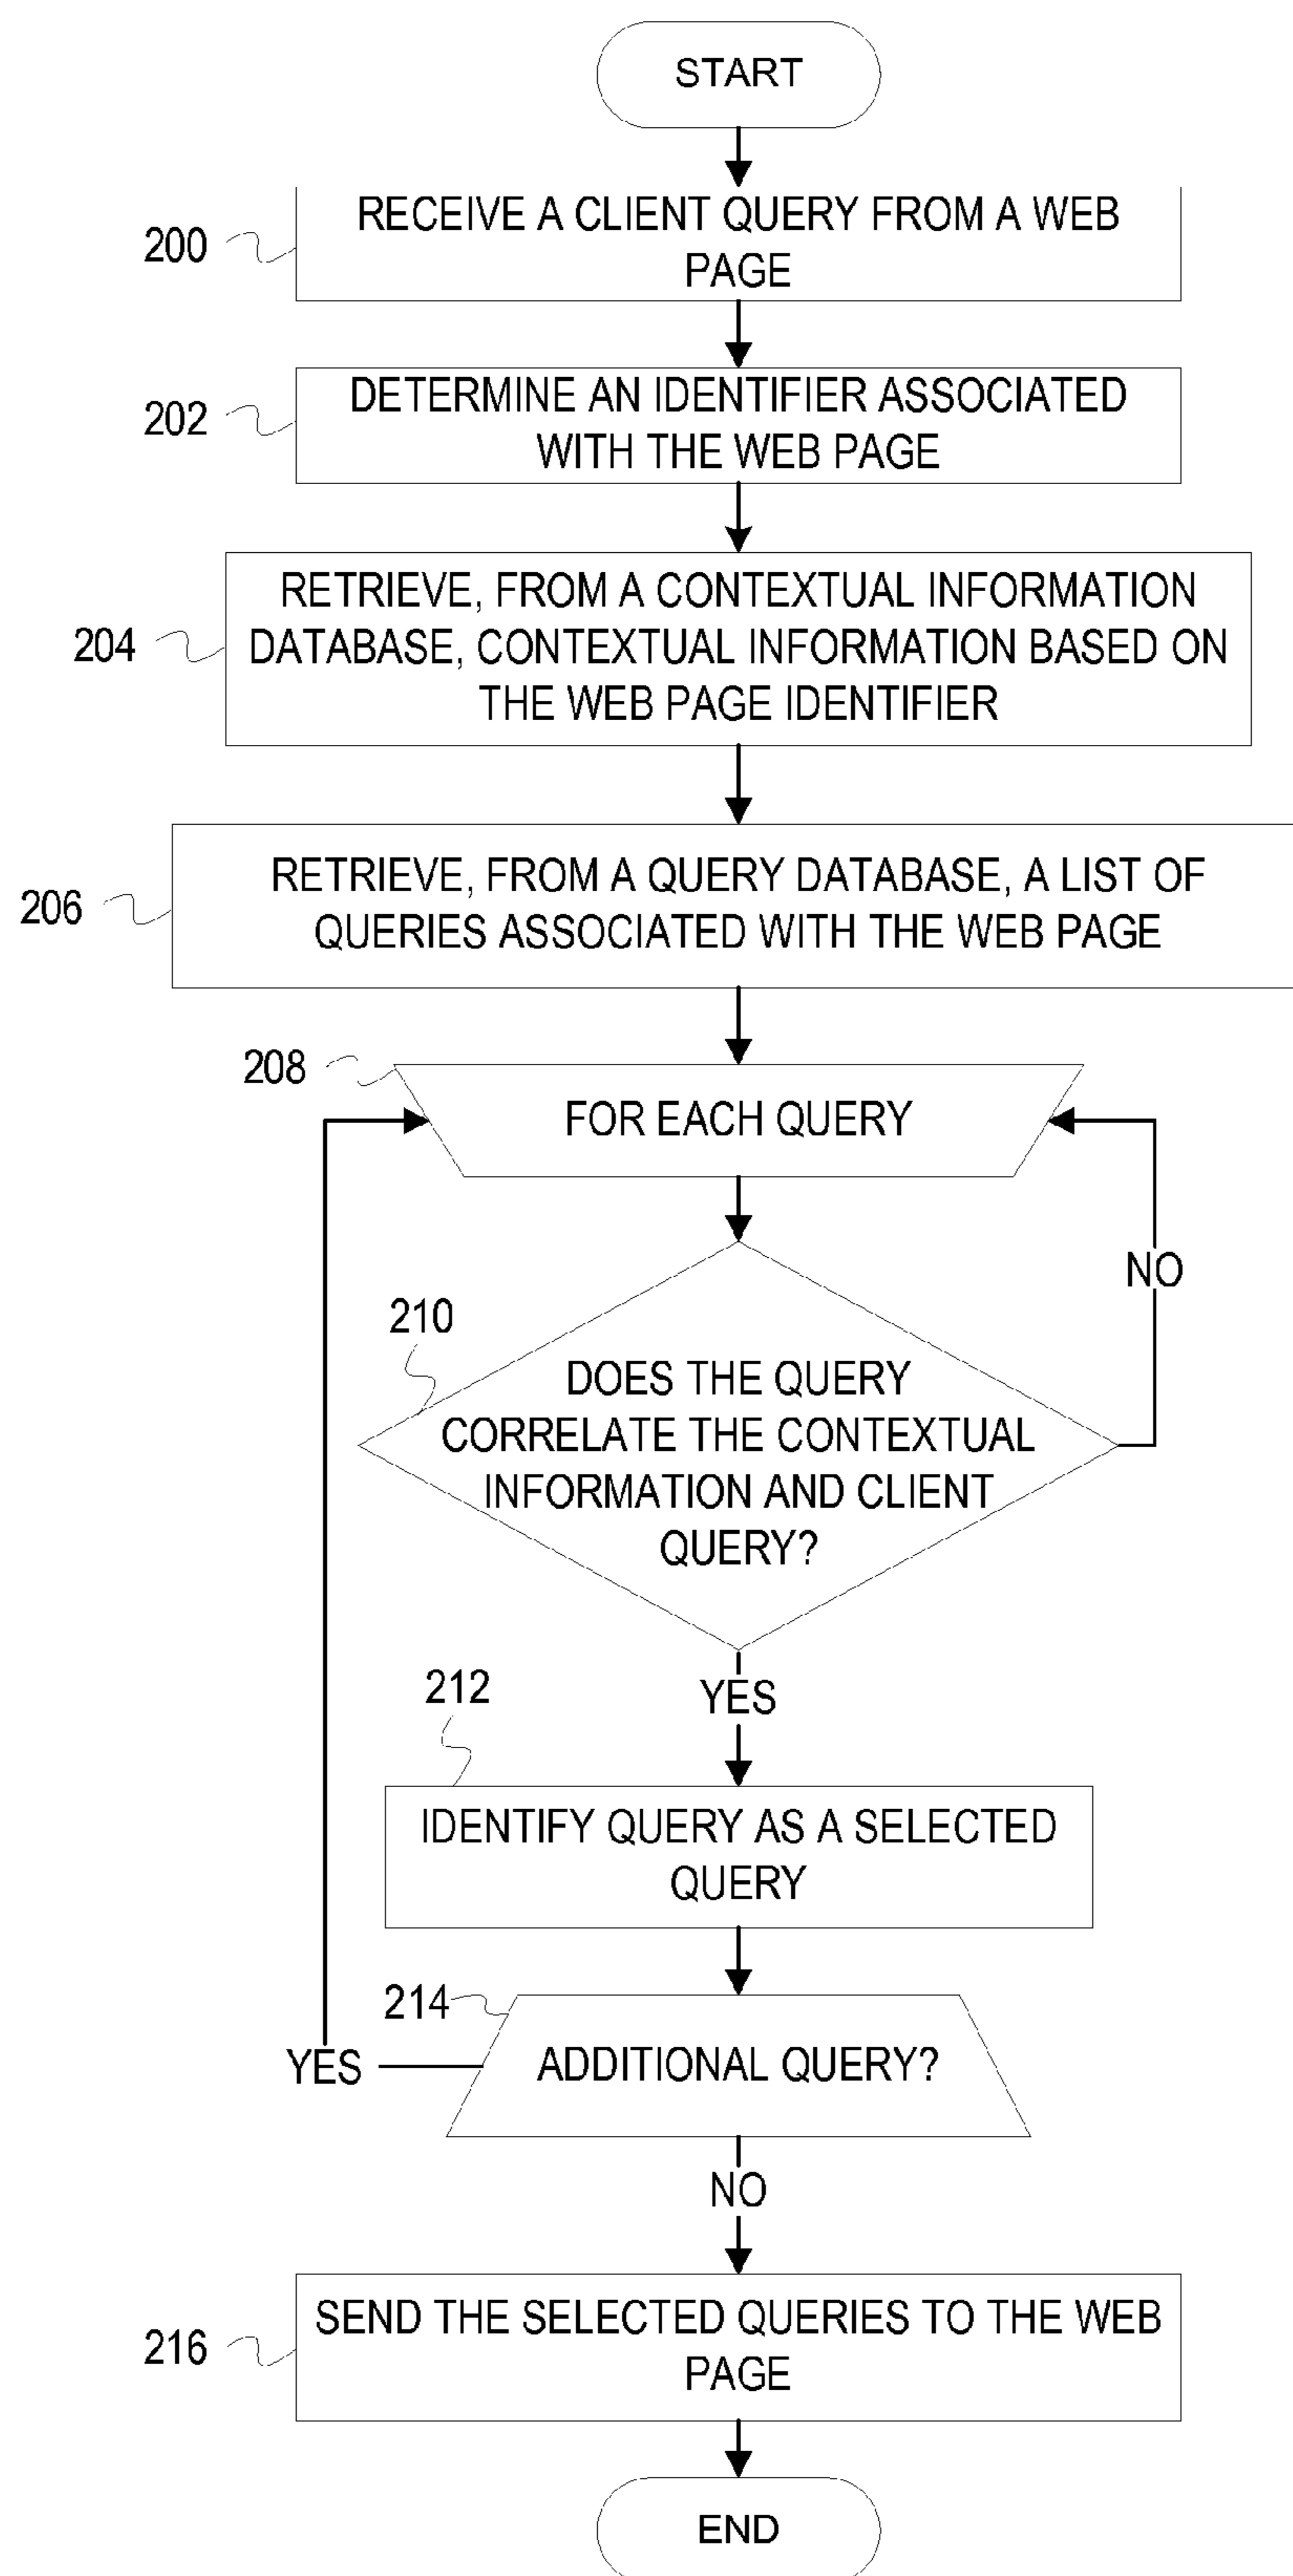 START
RECEIVE A CLIENT QUERY FROM A WEB
PAGE
200
DETERMINE AN IDENTIFIER ASSOCIATED
WITH THE WEB PAGE
202
RETRIEVE, FROM A CONTEXTUAL INFORMATION
DATABASE, CONTEXTUAL INFORMATION BASED ON
THE WEB PAGE IDENTIFIER
204
RETRIEVE, FROM A QUERY DATABASE, A LIST OF
QUERIES ASSOCIATED WITH THE WEB PAGE
206
208
FOR EACH QUERY
NO
210
DOES THE QUERY
CORRELATE THE CONTEXTUAL
INFORMATION AND CLIENT
QUERY?
YES
212
IDENTIFY QUERY AS A SELECTED
QUERY
214
ADDITIONAL QUERY?
YES
NO
SEND THE SELECTED QUERIES TO THE WEB
PAGE
216
END